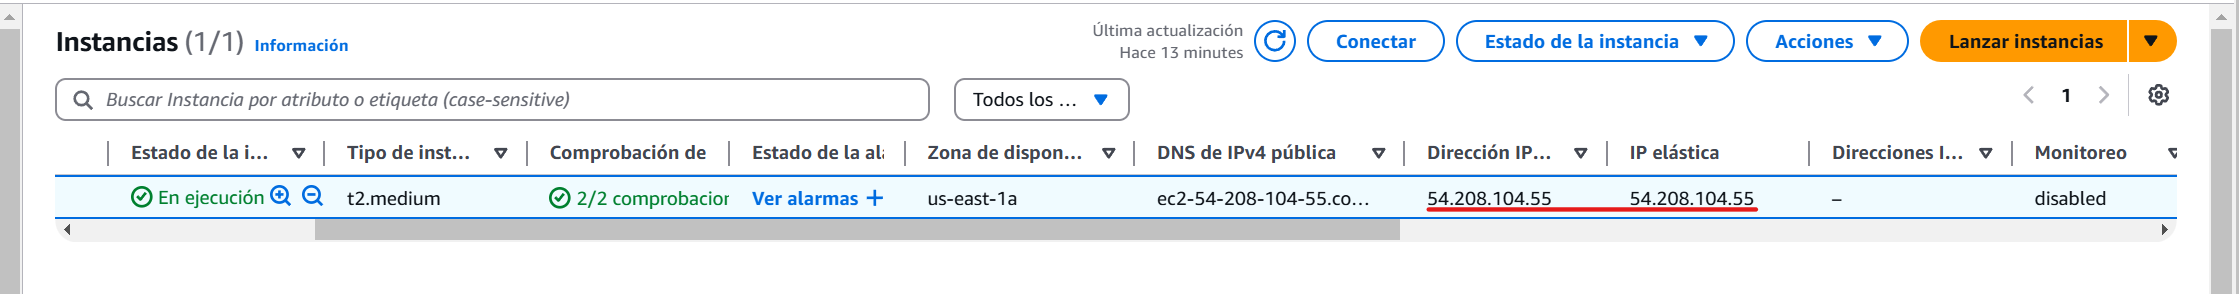 Instancias (1/1) Información
Última actualización
Hace 13 minutes
Conectar
Estado de la instancia
Acciones
Lanzar instancias
Buscar Instancia por atributo o etiqueta (case-sensitive)
Todos los ...
1
Estado de la i... Tipo de inst... Comprobación de Estado de la ala Zona de dispon... DNS de IPv4 pública Dirección IP... IP elástica Direcciones I... Monitoreo
En ejecución t2.medium 2/2 comprobacion Ver alarmas + us-east-1a ec2-54-208-104-55.co... 54.208.104.55 54.208.104.55 – disabled